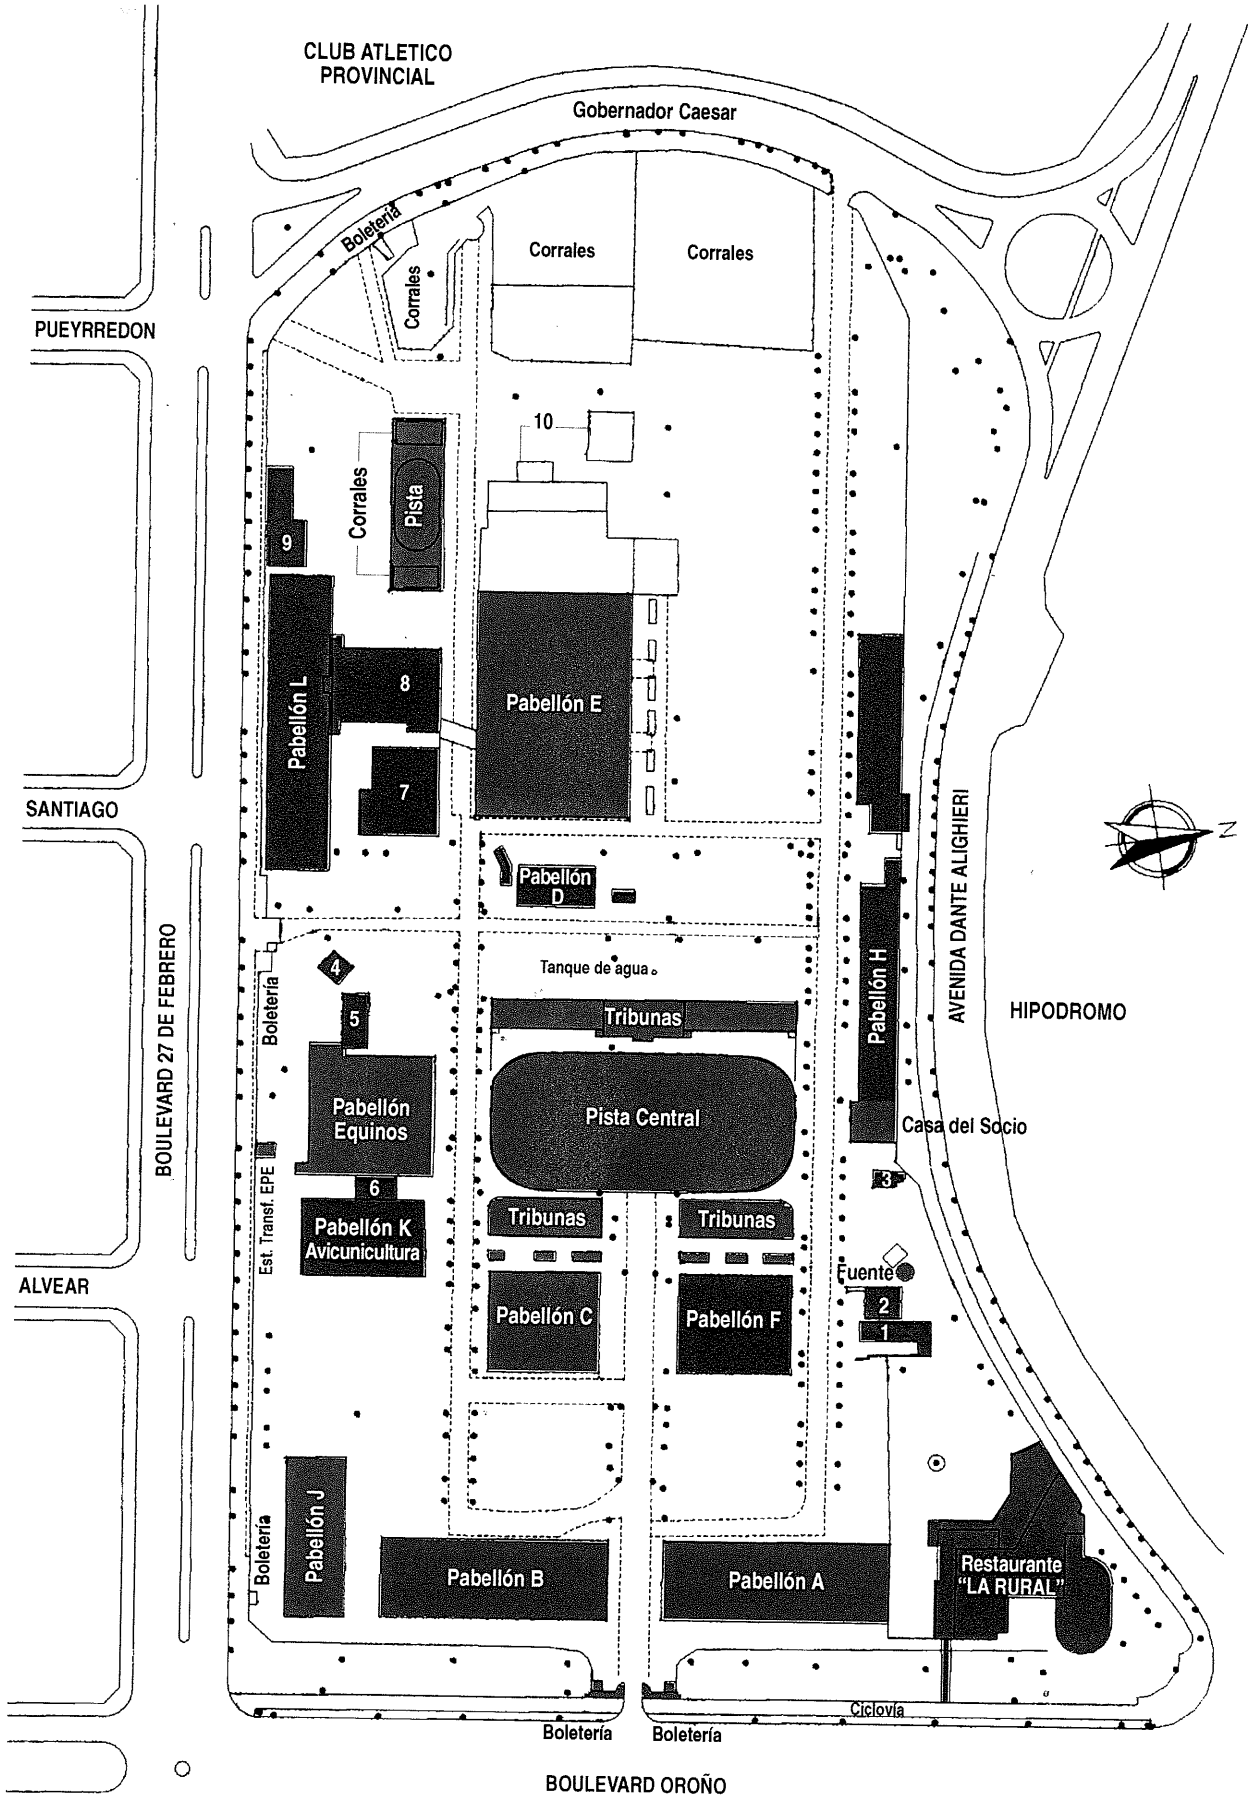 CLUB ATLETICO
PROVINCIAL
Gobernador Caesar
Boletería
Corrales
Corrales
Corrales
PUEYRREDON
10
Corrales
Pista
9
Pabellón L
8
Pabellón E
7
SANTIAGO
AVENIDA DANTE ALIGHIERI
N
Pabellón
D
BOULEVARD 27 DE FEBRERO
4
Tanque de agua
Boletería
5
Tribunas
Pabellón H
HIPODROMO
Pabellón
Equinos
Pista Central
Casa del Socio
Est. Transf. EPE
6
3
Pabellón K
Avicunicultura
Tribunas
Tribunas
Fuente
ALVEAR
2
Pabellón C
Pabellón F
1
Boletería
Pabellón J
Pabellón B
Pabellón A
Restaurante
“LA RURAL”
Ciclovía
Boletería
Boletería
BOULEVARD OROÑO